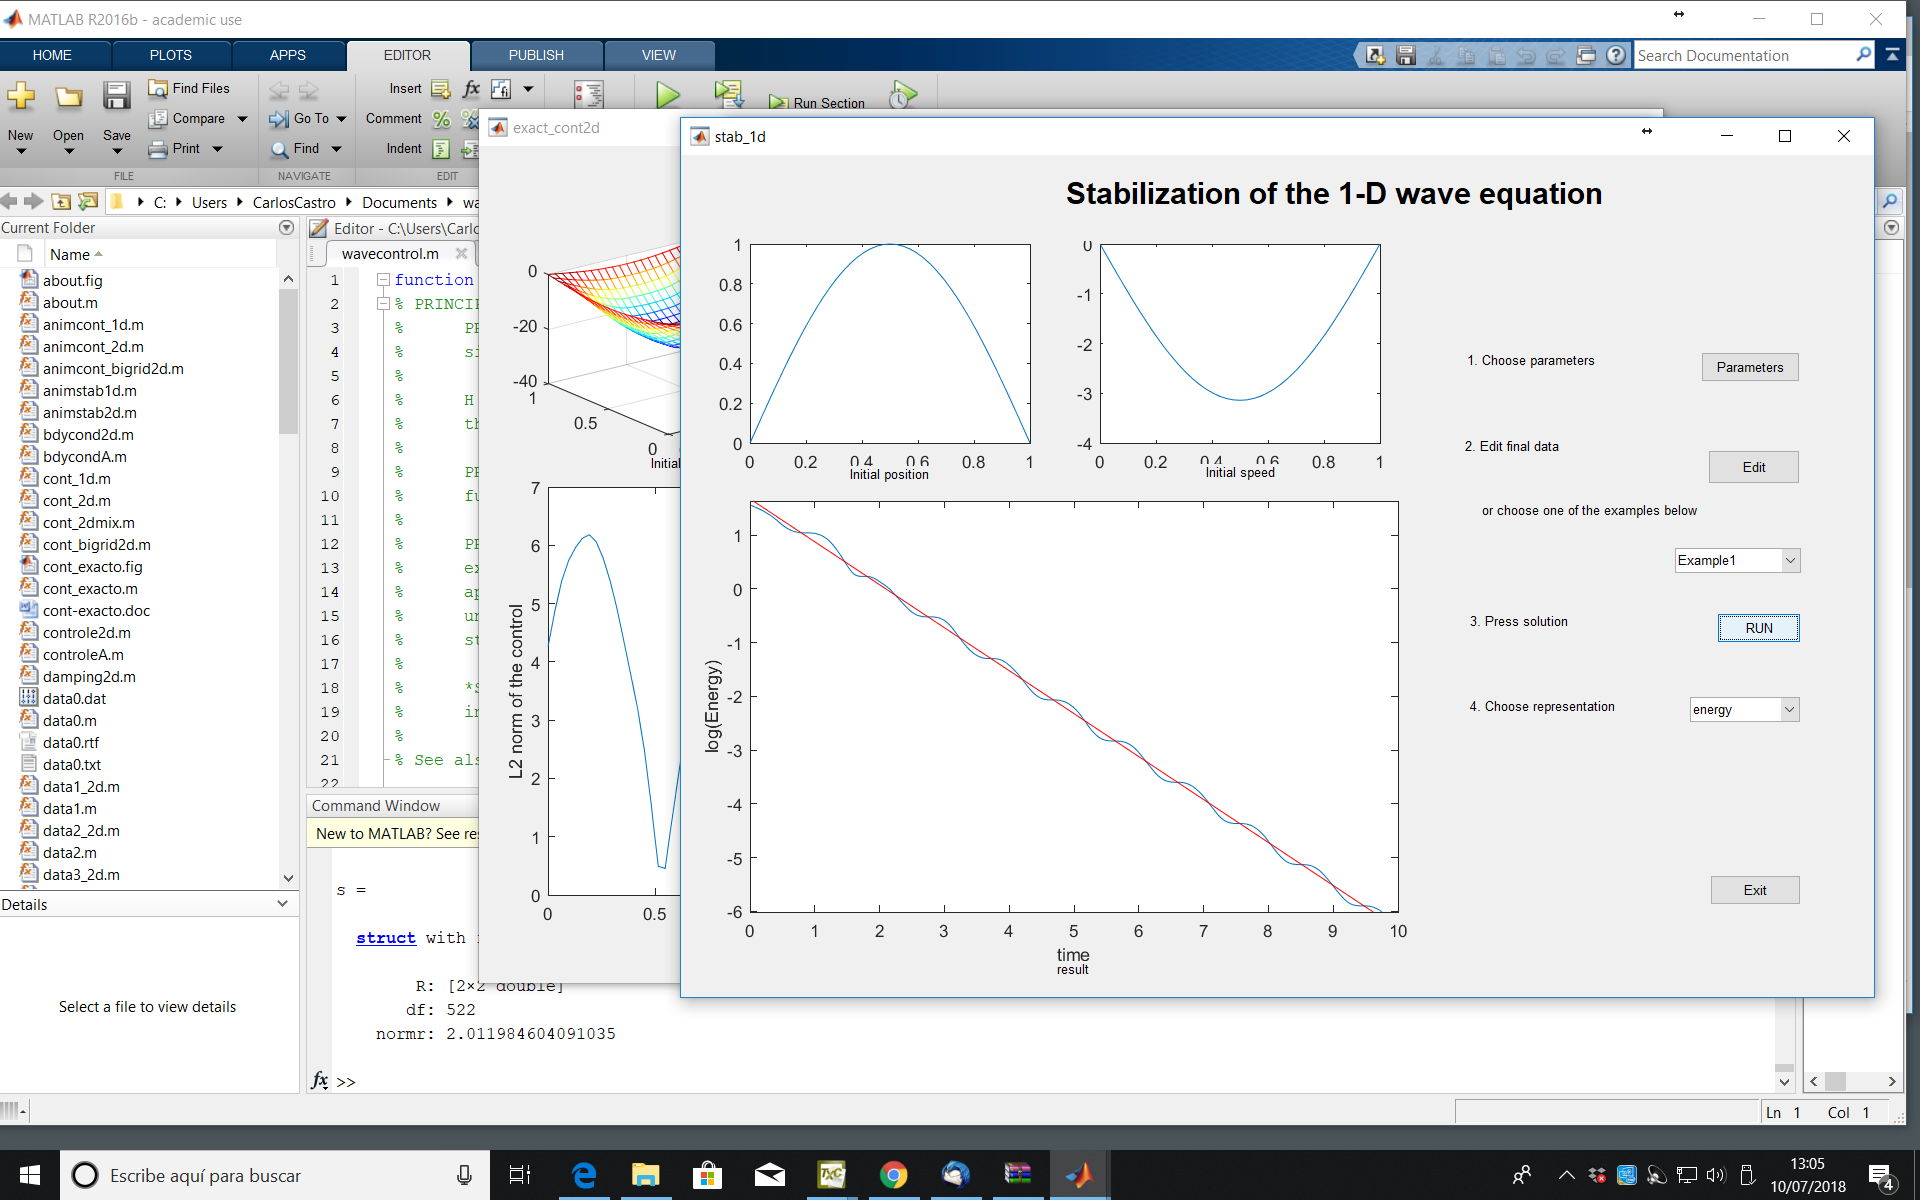 MATLAB R2016b - academic use
HOME PLOTS APPS EDITOR PUBLISH VIEW
Search Documentation
New Open Save
Find Files
Compare
Print
Go To
Find
Insert
Comment
Indent
Run Section
FILE NAVIGATE EDIT
C: Users CarlosCastro Documents
Current Folder
Name
about.fig
about.m
animcont_1d.m
animcont_2d.m
animcont_bigrid2d.m
animstab1d.m
animstab2d.m
bdycond2d.m
bdycondA.m
cont_1d.m
cont_2d.m
cont_2dmix.m
cont_bigrid2d.m
cont_exacto.fig
cont_exacto.m
cont-exacto.doc
controle2d.m
controleA.m
damping2d.m
data0.dat
data0.m
data0.rtf
data0.txt
data1_2d.m
data1.m
data2_2d.m
data2.m
data3_2d.m
Details
Select a file to view details
Editor - C:\Users\Carlo
wavecontrol.m
1 function
2 % PRINCI
3 % P
4 % si
5 %
6 % H
7 % th
8 %
9 % P
10 % fu
11 %
12 % P
13 % ex
14 % ap
15 % un
16 % st
17 %
18 % *S
19 % in
20 %
21 % See als
22
Command Window
New to MATLAB? See res
s =
struct with
R: [2×2 double]
df: 522
normr: 2.011984604091035
fx >>
exact_cont2d
0
-20
-40
1
0.5
0
Initial
L2 norm of the control
7
6
5
4
3
2
1
0
0 0.5
stab_1d
Stabilization of the 1-D wave equation
1
0.8
0.6
0.4
0.2
0
0 0.2 0.4 0.6 0.8 1
Initial position
0
-1
-2
-3
-4
0 0.2 0.4 0.6 0.8 1
Initial speed
log(Energy)
1
0
-1
-2
-3
-4
-5
-6
0 1 2 3 4 5 6 7 8 9 10
time
result
1. Choose parameters
Parameters
2. Edit final data
Edit
or choose one of the examples below
Example1
3. Press solution
RUN
4. Choose representation
energy
Exit
Ln 1 Col 1
Escribe aquí para buscar
13:05
10/07/2018
4